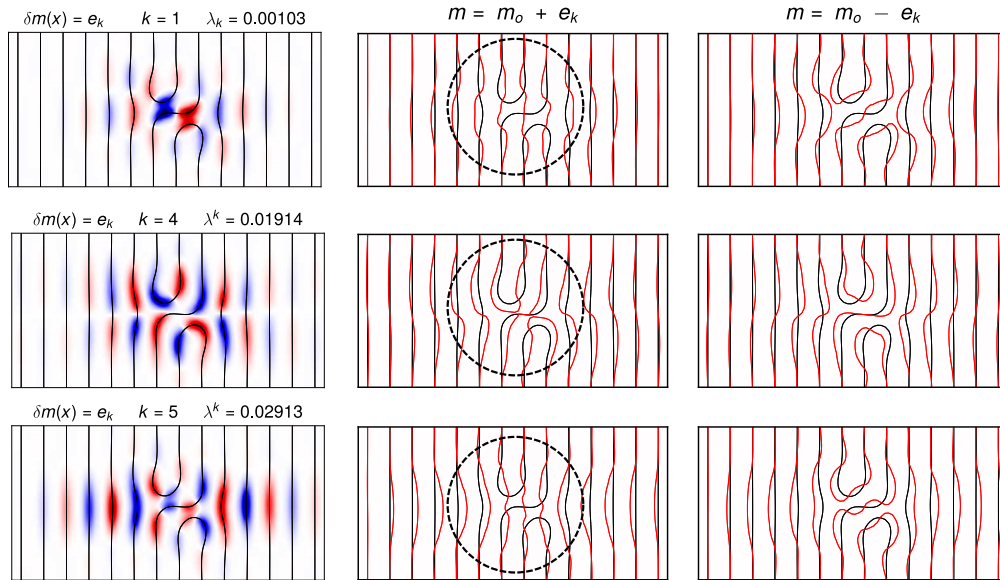 δm(x) = e_k k = 1 λ_k = 0.00103
m = m_o + e_k
m = m_o − e_k
δm(x) = e_k k = 4 λ^k = 0.01914
δm(x) = e_k k = 5 λ^k = 0.02913